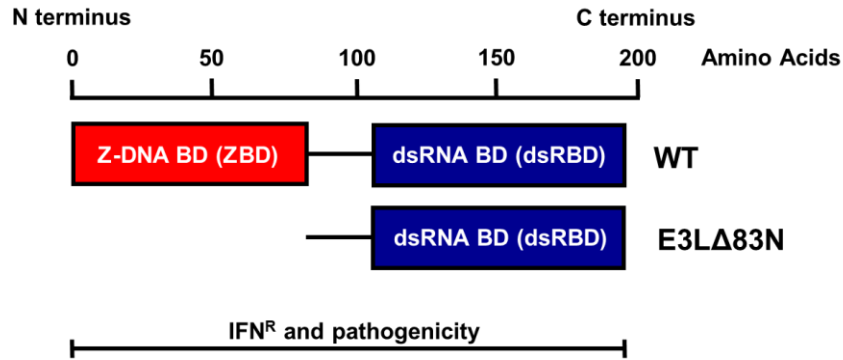 N terminus C terminus
0 50 100 150 200 Amino Acids
Z-DNA BD (ZBD) dsRNA BD (dsRBD) WT
dsRNA BD (dsRBD) E3LΔ83N
IFNᴿ and pathogenicity